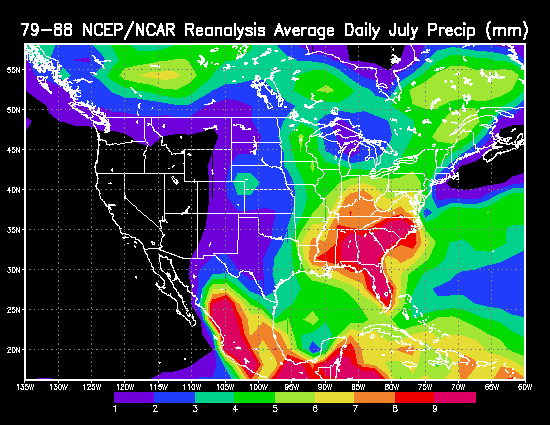 79-88 NCEP/NCAR Reanalysis Average Daily July Precip (mm)
55N
50N
45N
40N
35N
30N
25N
20N
135W 130W 125W 120W 115W 110W 105W 100W 95W 90W 85W 80W 75W 70W 65W 60W
1 2 3 4 5 6 7 8 9